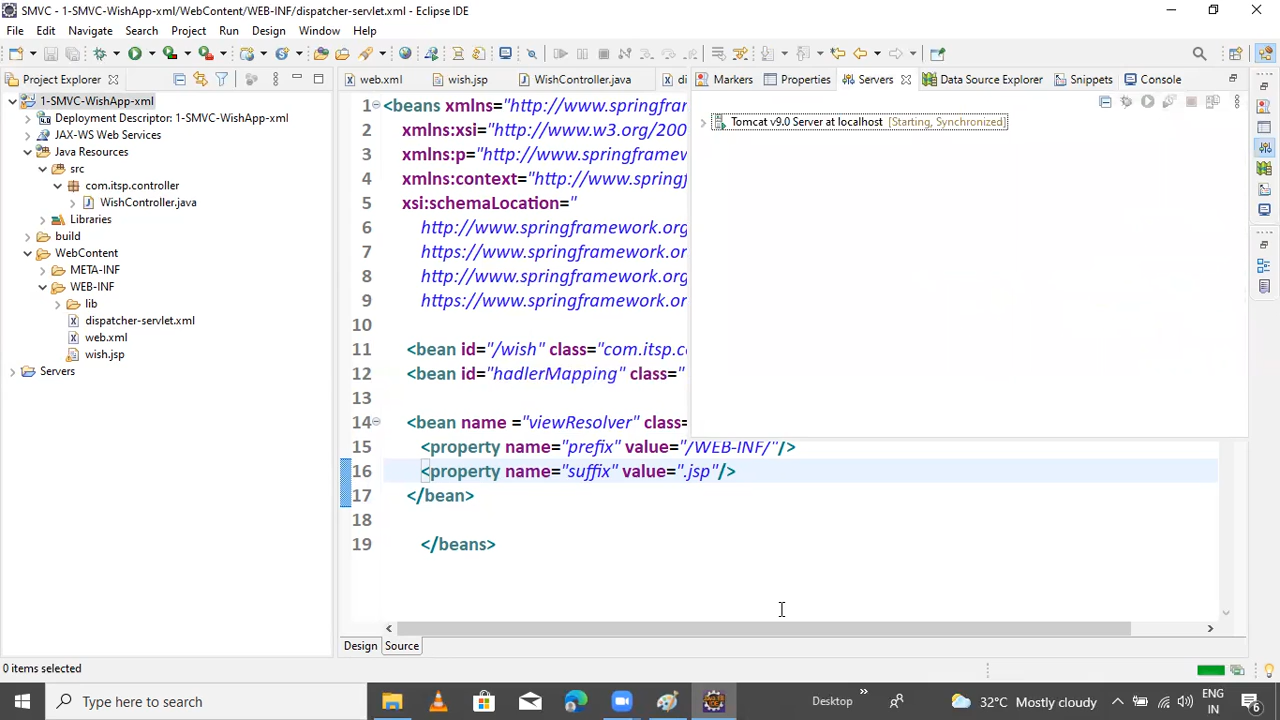 SMVC - 1-SMVC-WishApp-xml/WebContent/WEB-INF/dispatcher-servlet.xml - Eclipse IDE
File Edit Navigate Search Project Run Design Window Help
Project Explorer
1-SMVC-WishApp-xml
Deployment Descriptor: 1-SMVC-WishApp-xml
JAX-WS Web Services
Java Resources
src
com.itsp.controller
WishController.java
Libraries
build
WebContent
META-INF
WEB-INF
lib
dispatcher-servlet.xml
web.xml
wish.jsp
Servers
web.xml wish.jsp WishController.java di
1 <beans xmlns="http://www.springfrar
2 xmlns:xsi="http://www.w3.org/200
3 xmlns:p="http://www.springframew
4 xmlns:context="http://www.springf
5 xsi:schemaLocation="
6 http://www.springframework.org
7 https://www.springframework.or
8 http://www.springframework.org
9 https://www.springframework.or
10
11 <bean id="/wish" class="com.itsp.co
12 <bean id="hadlerMapping" class="
13
14 <bean name ="viewResolver" class=
15 <property name="prefix" value="/WEB-INF/"/>
16 <property name="suffix" value=".jsp"/>
17 </bean>
18
19 </beans>
Markers Properties Servers Data Source Explorer Snippets Console
Tomcat v9.0 Server at localhost [Starting, Synchronized]
Design Source
0 items selected
Type here to search
Desktop
32°C Mostly cloudy
ENG
IN
6